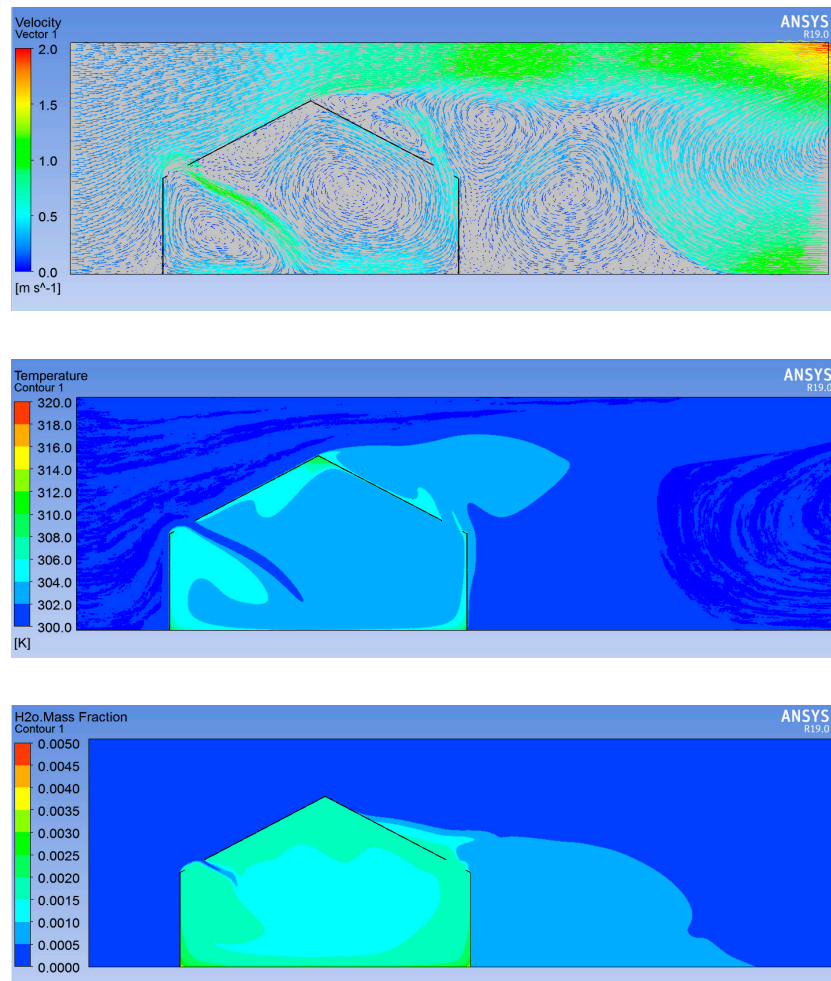 Velocity
Vector 1
ANSYS
R19.0
2.0
1.5
1.0
0.5
0.0
[m s^-1]
Temperature
Contour 1
ANSYS
R19.0
320.0
318.0
316.0
314.0
312.0
310.0
308.0
306.0
304.0
302.0
300.0
[K]
H2o.Mass Fraction
Contour 1
ANSYS
R19.0
0.0050
0.0045
0.0040
0.0035
0.0030
0.0025
0.0020
0.0015
0.0010
0.0005
0.0000